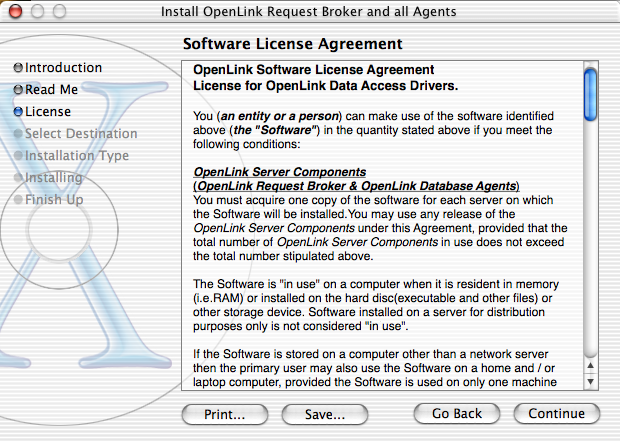 Install OpenLink Request Broker and all Agents
Software License Agreement
Introduction
Read Me
License
Select Destination
Installation Type
Installing
Finish Up
OpenLink Software License Agreement
License for OpenLink Data Access Drivers.
You (an entity or a person) can make use of the software identified
above (the "Software") in the quantity stated above if you meet the
following conditions:
OpenLink Server Components
(OpenLink Request Broker & OpenLink Database Agents)
You must acquire one copy of the software for each server on which
the Software will be installed.You may use any release of the
OpenLink Server Components under this Agreement, provided that the
total number of OpenLink Server Components in use does not exceed
the total number stipulated above.
The Software is "in use" on a computer when it is resident in memory
(i.e.RAM) or installed on the hard disc(executable and other files) or
other storage device. Software installed on a server for distribution
purposes only is not considered "in use".
If the Software is stored on a computer other than a network server
then the primary user may also use the Software on a home and / or
laptop computer, provided the Software is used on only one machine
Print...
Save...
Go Back
Continue